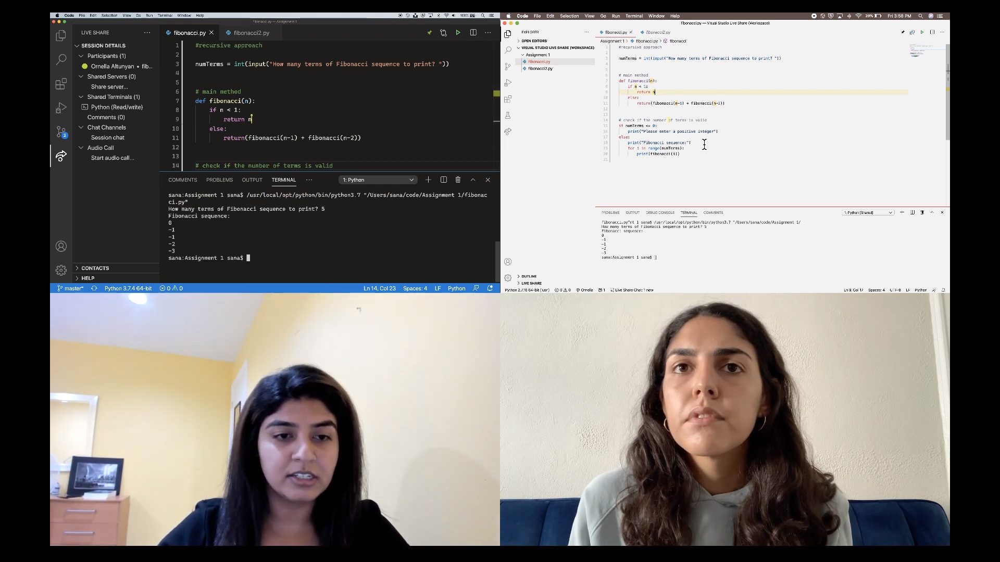 Code File Edit Selection View Go Run Terminal Window Help 100%
fibonacci.py — Assignment 1
LIVE SHARE
SESSION DETAILS
Participants (1)
Ornella Altunyan • fib...
Shared Servers (0)
Share server...
Shared Terminals (1)
Python (Read/write)
Comments (0)
Chat Channels
Session chat
Audio Call
Start audio call...
CONTACTS
HELP
2
fibonacci.py
fibonacci2.py
1 #recursive approach
2
3 numTerms = int(input("How many terms of Fibonacci sequence to print? "))
4
5
6 # main method
7 def fibonacci(n):
8 if n < 1:
9 return n
10 else:
11 return(fibonacci(n-1) + fibonacci(n-2))
12
13
14 # check if the number of terms is valid
COMMENTS PROBLEMS OUTPUT TERMINAL ... 1: Python
sana:Assignment 1 sana$ /usr/local/opt/python/bin/python3.7 "/Users/sana/code/Assignment 1/fibonac
ci.py"
How many terms of Fibonacci sequence to print? 5
Fibonacci sequence:
0
-1
-1
-2
-3
sana:Assignment 1 sana$
master* Python 3.7.4 64-bit 0 0 Ln 14, Col 23 Spaces: 4 LF Python
Code File Edit Selection View Go Run Terminal Window Help 29% Fri 3:58 PM
fibonacci.py — Visual Studio Live Share (Workspace)
EXPLORER
OPEN EDITORS
VISUAL STUDIO LIVE SHARE (WORKSPACE)
Assignment 1
fibonacci.py
fibonacci2.py
OUTLINE
LIVE SHARE
fibonacci.py
fibonacci2.py
Assignment 1 > fibonacci.py > fibonacci
1 #recursive approach
2
3 numTerms = int(input("How many terms of Fibonacci sequence to print? "))
4
5
6 # main method
7 def fibonacci(n):
8 if n < 1:
9 return n
10 else:
11 return(fibonacci(n-1) + fibonacci(n-2))
12
13
14 # check if the number of terms is valid
15 if numTerms <= 0:
16 print("Please enter a positive integer")
17 else:
18 print("Fibonacci sequence:")
19 for i in range(numTerms):
20 print(fibonacci(i))
21
PROBLEMS OUTPUT DEBUG CONSOLE TERMINAL COMMENTS 1: Python [Shared]
fibonacci.py"nt 1 sana$ /usr/local/opt/python/bin/python3.7 "/Users/sana/code/Assignment 1/
How many terms of Fibonacci sequence to print? 5
Fibonacci sequence:
0
-1
-1
-2
-3
sana:Assignment 1 sana$
Python 2.7.16 64-bit ('usr') 0 0 Ornella 1 Live Share Chat: 1 new Ln 9, Col 17 Spaces: 4 UTF-8 LF Python